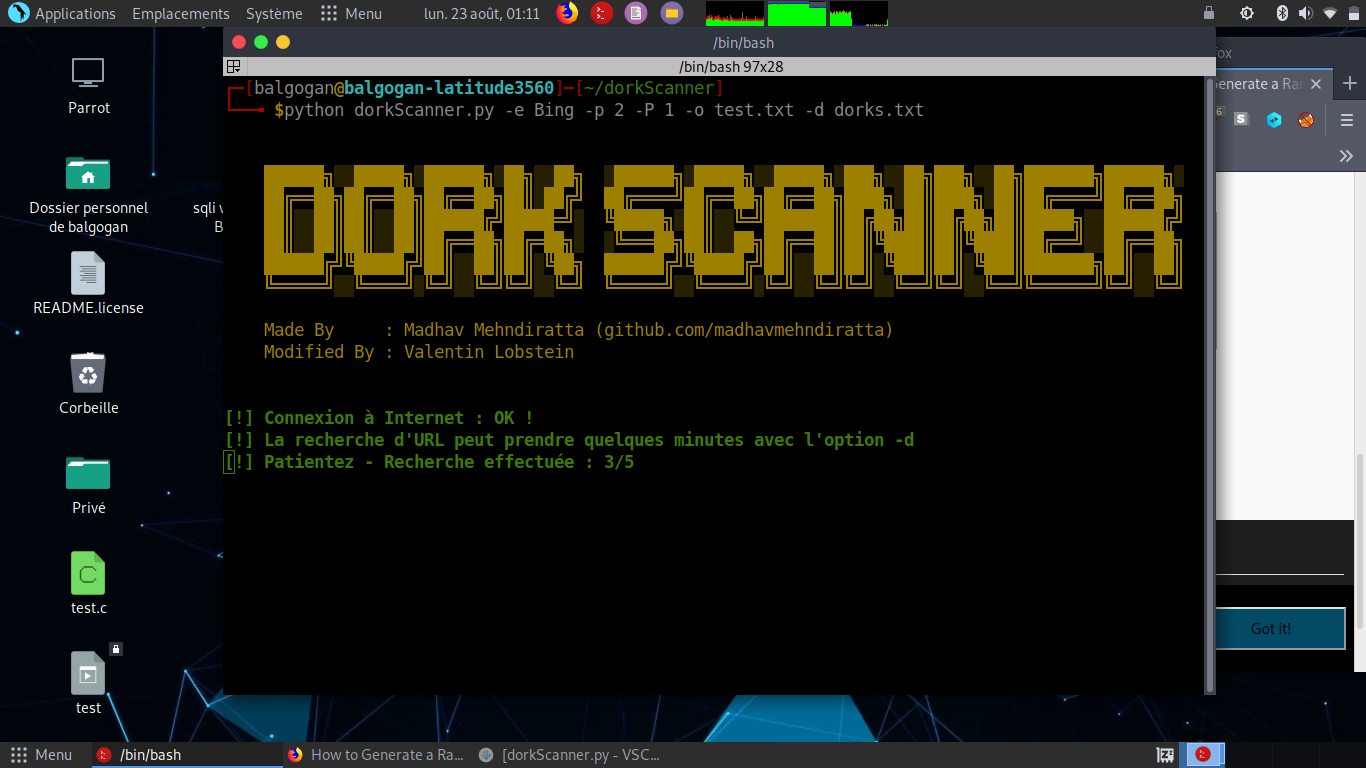 Applications Emplacements Système Menu lun. 23 août, 01:11
/bin/bash
/bin/bash 97x28
┌─[balgogan@balgogan-latitude3560]─[~/dorkScanner]
└──╼ $python dorkScanner.py -e Bing -p 2 -P 1 -o test.txt -d dorks.txt
DORK SCANNER
Made By : Madhav Mehndiratta (github.com/madhavmehndiratta)
Modified By : Valentin Lobstein
[!] Connexion à Internet : OK !
[!] La recherche d'URL peut prendre quelques minutes avec l'option -d
[!] Patientez - Recherche effectuée : 3/5
Parrot
Dossier personnel
de balgogan
sqli v
B
README.license
Corbeille
Privé
C
test.c
test
fox
enerate a Ra
6
S
Got it!
Menu /bin/bash How to Generate a Ra... [dorkScanner.py - VSC...